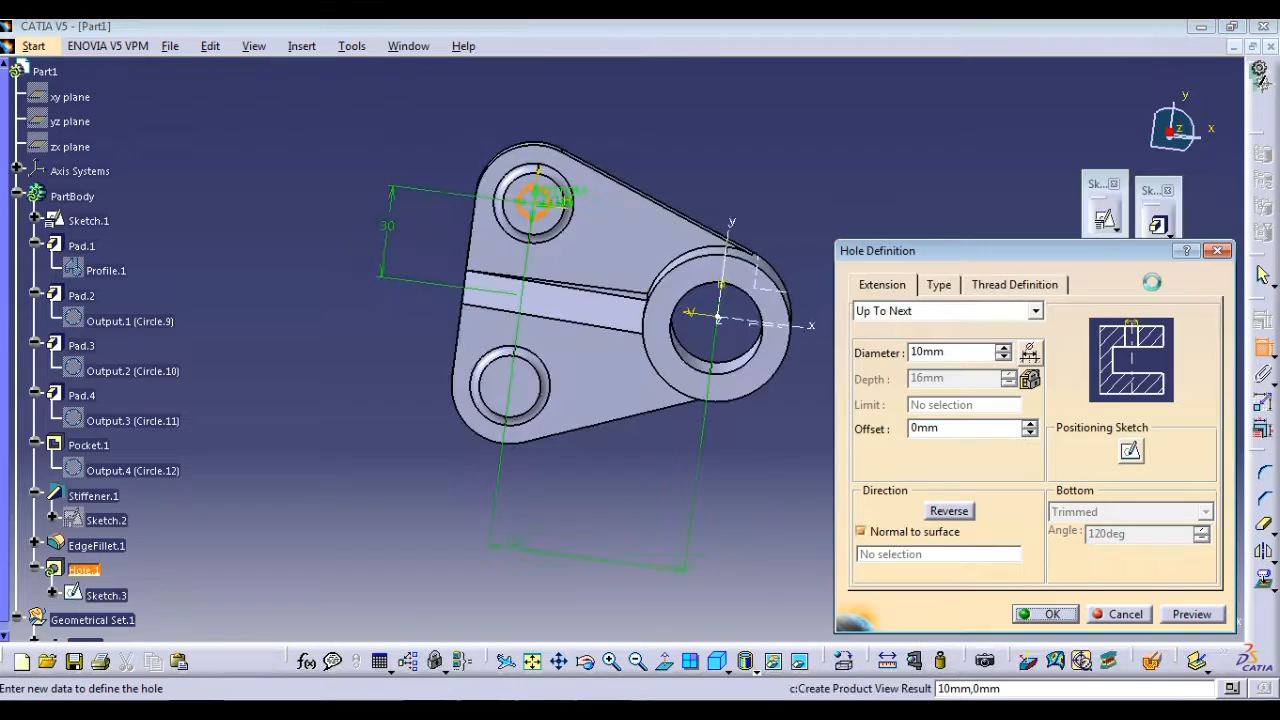 CATIA V5 - [Part1]
Start ENOVIA V5 VPM File Edit View Insert Tools Window Help
Part1
xy plane
yz plane
zx plane
Axis Systems
PartBody
Sketch.1
Pad.1
Profile.1
Pad.2
Output.1 (Circle.9)
Pad.3
Output.2 (Circle.10)
Pad.4
Output.3 (Circle.11)
Pocket.1
Output.4 (Circle.12)
Stiffener.1
Sketch.2
EdgeFillet.1
Hole.1
Sketch.3
Geometrical Set.1
30
y
x
y
x
z
Sk...
Sk...
Hole Definition
Extension Type Thread Definition
Up To Next
Diameter : 10mm
Depth : 16mm
Limit : No selection
Offset : 0mm
Positioning Sketch
Direction
Reverse
Normal to surface
No selection
Bottom
Trimmed
Angle : 120deg
OK Cancel Preview
f(x)
CATIA
Enter new data to define the hole
c:Create Product View Result 10mm,0mm